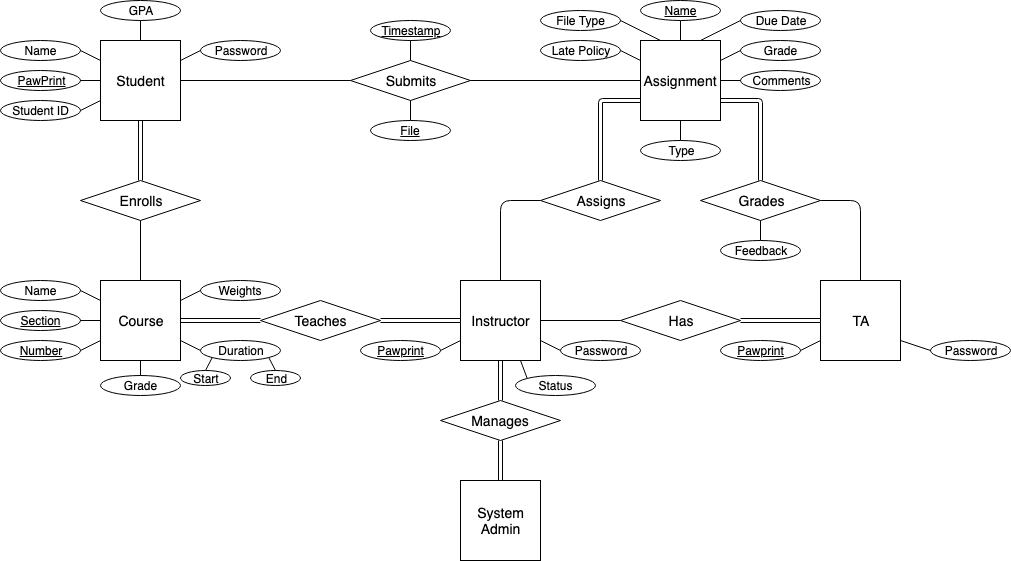 GPA
Name
PawPrint
Student ID
Student
Password
Timestamp
Submits
File
File Type
Name
Due Date
Late Policy
Grade
Assignment
Comments
Type
Enrolls
Assigns
Grades
Feedback
Name
Weights
Section
Course
Number
Duration
Start
End
Grade
Teaches
Instructor
Pawprint
Password
Status
Has
TA
Pawprint
Password
Manages
System
Admin